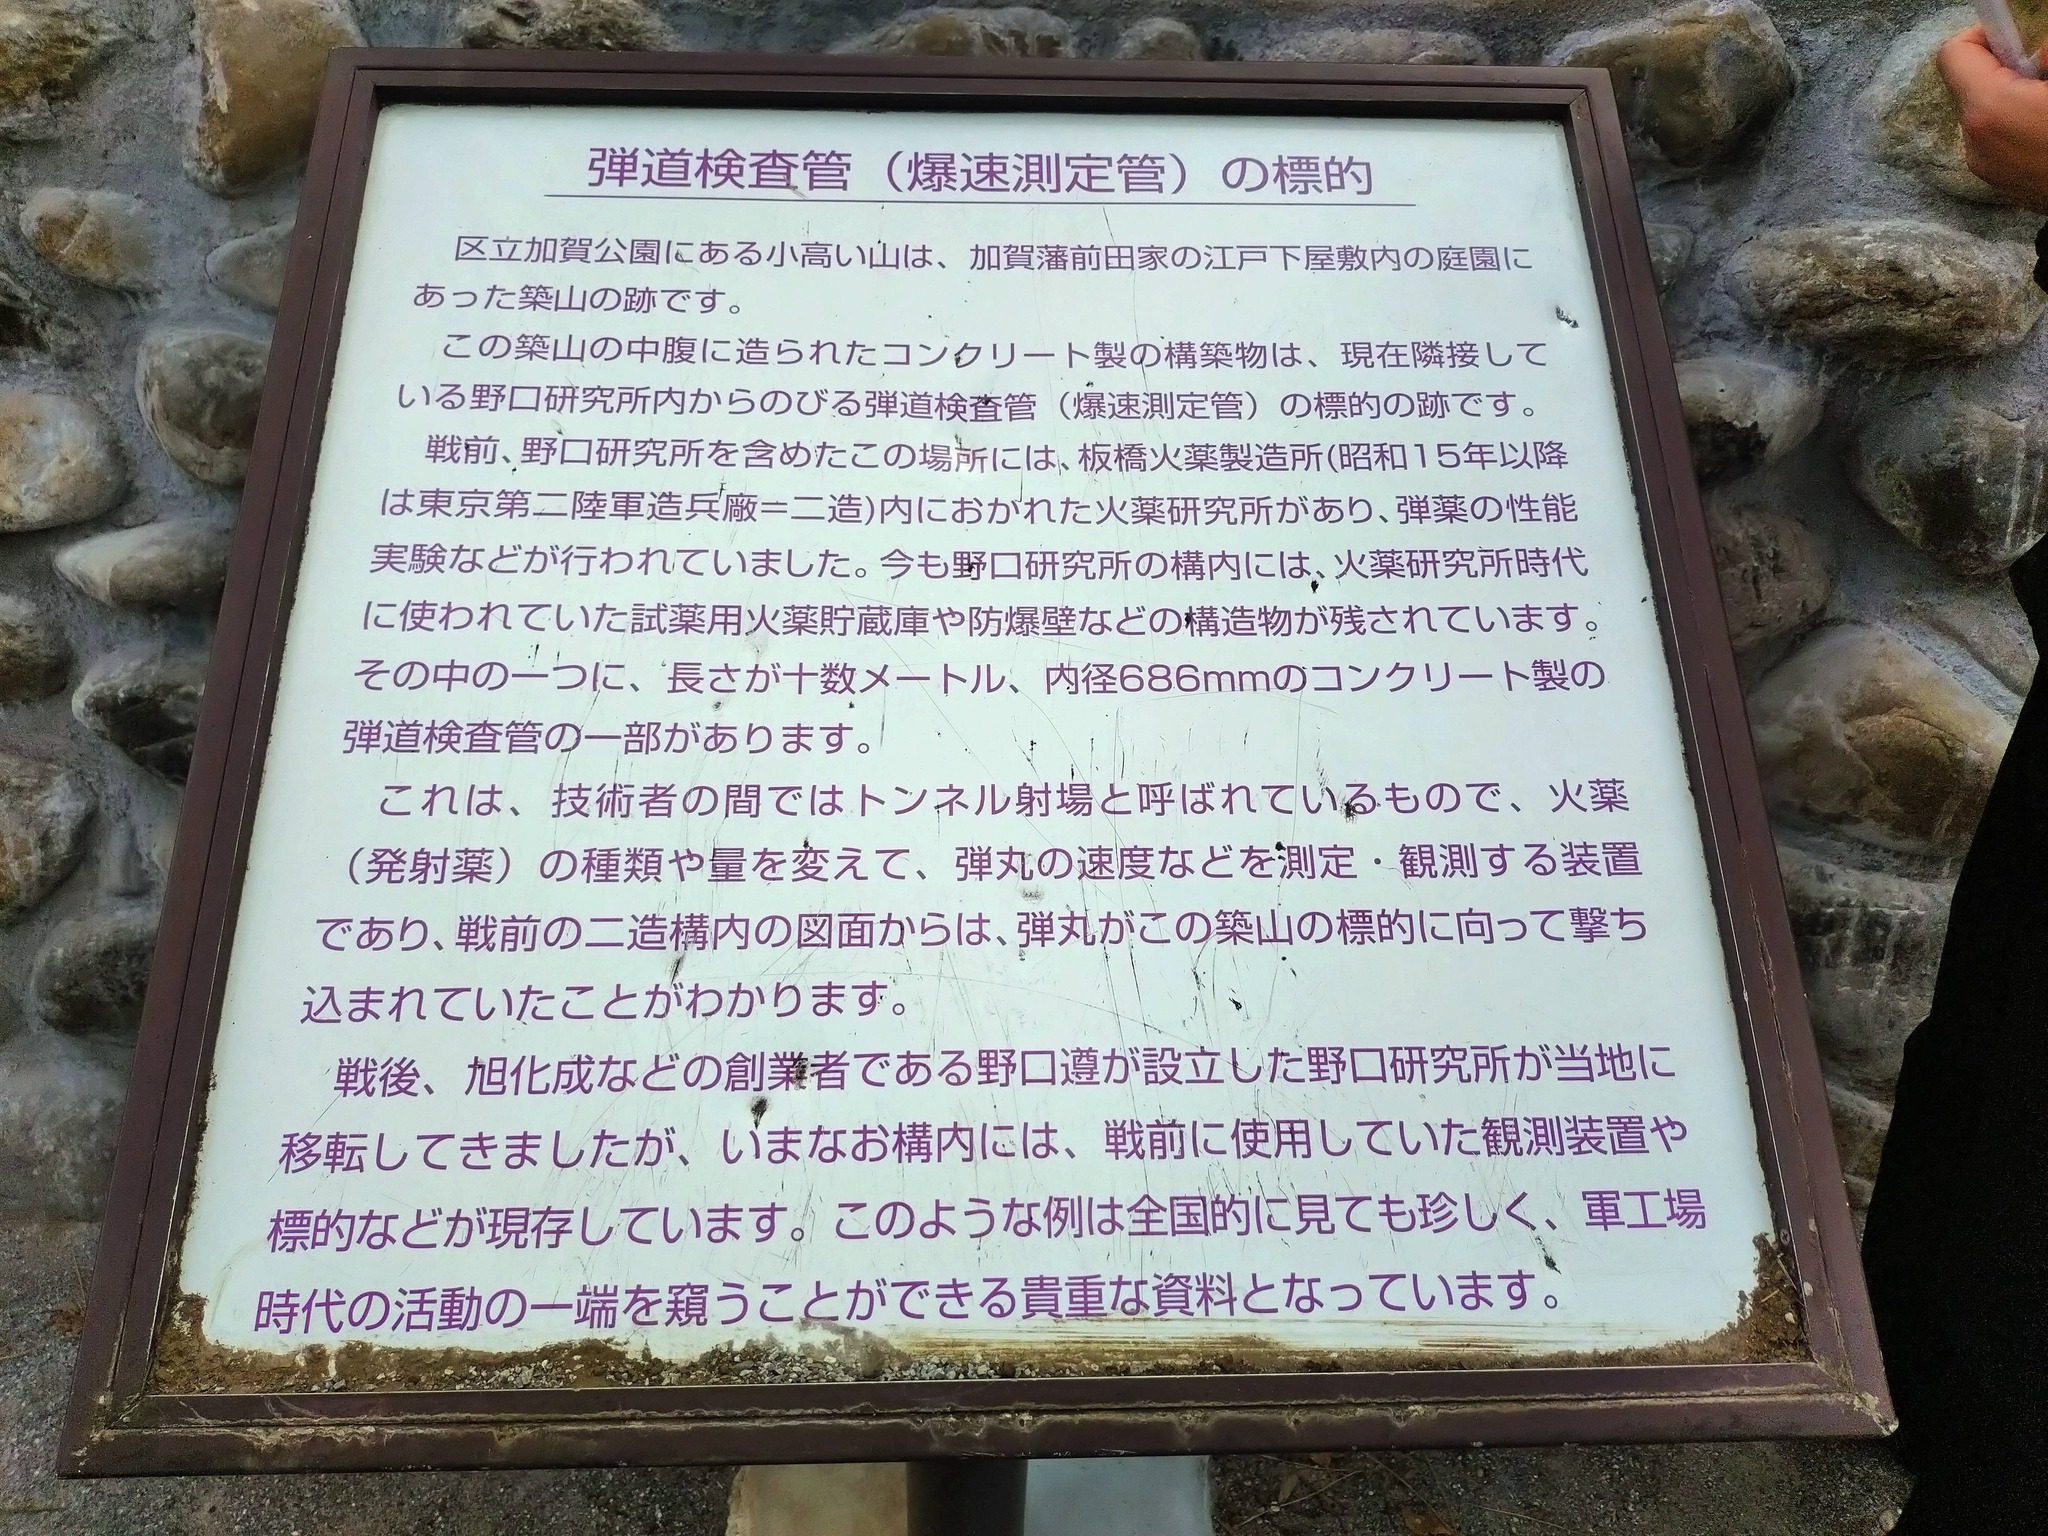 弾道検査管（爆速測定管）の標的
区立加賀公園にある小高い山は、加賀藩前田家の江戸下屋敷内の庭園に
あった築山の跡です。
この築山の中腹に造られたコンクリート製の構築物は、現在隣接して
いる野口研究所内からのびる弾道検査管（爆速測定管）の標的の跡です。
戦前、野口研究所を含めたこの場所には、板橋火薬製造所(昭和15年以降
は東京第二陸軍造兵廠＝二造)内におかれた火薬研究所があり、弾薬の性能
実験などが行われていました。今も野口研究所の構内には、火薬研究所時代
に使われていた試薬用火薬貯蔵庫や防爆壁などの構造物が残されています。
その中の一つに、長さが十数メートル、内径686mmのコンクリート製の
弾道検査管の一部があります。
これは、技術者の間ではトンネル射場と呼ばれているもので、火薬
（発射薬）の種類や量を変えて、弾丸の速度などを測定・観測する装置
であり、戦前の二造構内の図面からは、弾丸がこの築山の標的に向って撃ち
込まれていたことがわかります。
戦後、旭化成などの創業者である野口遵が設立した野口研究所が当地に
移転してきましたが、いまなお構内には、戦前に使用していた観測装置や
標的などが現存しています。このような例は全国的に見ても珍しく、軍工場
時代の活動の一端を窺うことができる貴重な資料となっています。